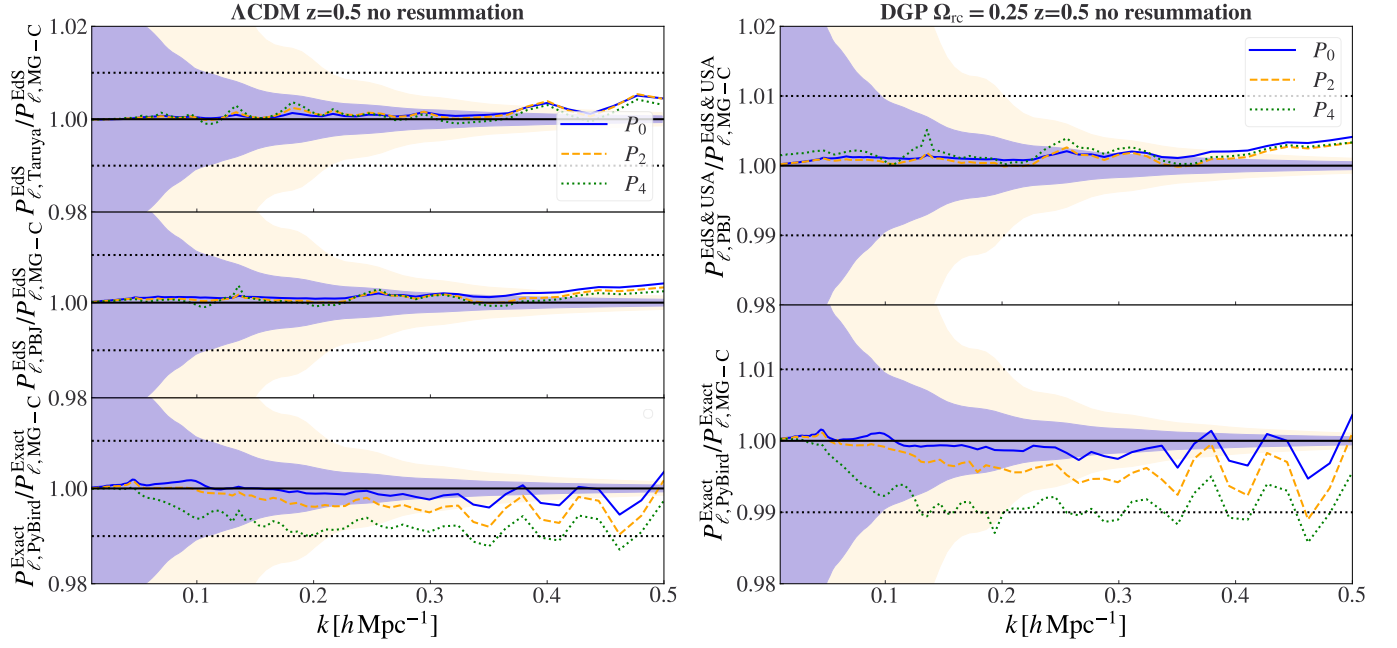 ΛCDM z=0.5 no resummation
P^EdS_ℓ,Taruya/P^EdS_ℓ,MG−C
1.02
1.00
0.98
P_0
P_2
P_4
P^EdS_ℓ,PBJ/P^EdS_ℓ,MG−C
1.00
0.98
P^Exact_ℓ,PyBird/P^Exact_ℓ,MG−C
1.00
0.98
0.1 0.2 0.3 0.4 0.5
k [h Mpc^−1]
DGP Ω_rc = 0.25 z=0.5 no resummation
P^EdS & USA_ℓ,PBJ/P^EdS & USA_ℓ,MG−C
1.02
1.01
1.00
0.99
0.98
P_0
P_2
P_4
P^Exact_ℓ,PyBird/P^Exact_ℓ,MG−C
1.01
1.00
0.99
0.98
0.1 0.2 0.3 0.4 0.5
k [h Mpc^−1]